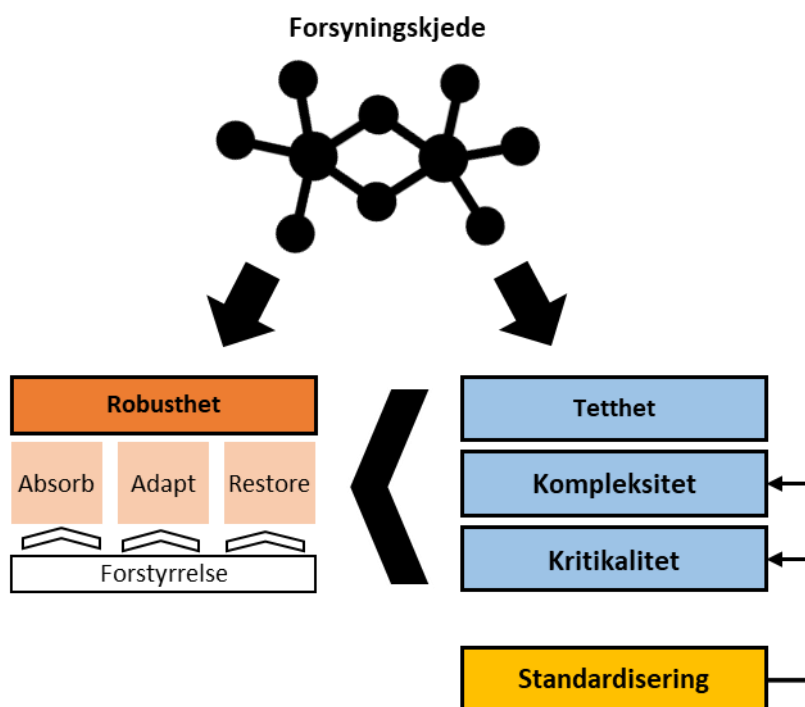 Forsyningskjede
Robusthet
Absorb
Adapt
Restore
Forstyrrelse
Tetthet
Kompleksitet
Kritikalitet
Standardisering